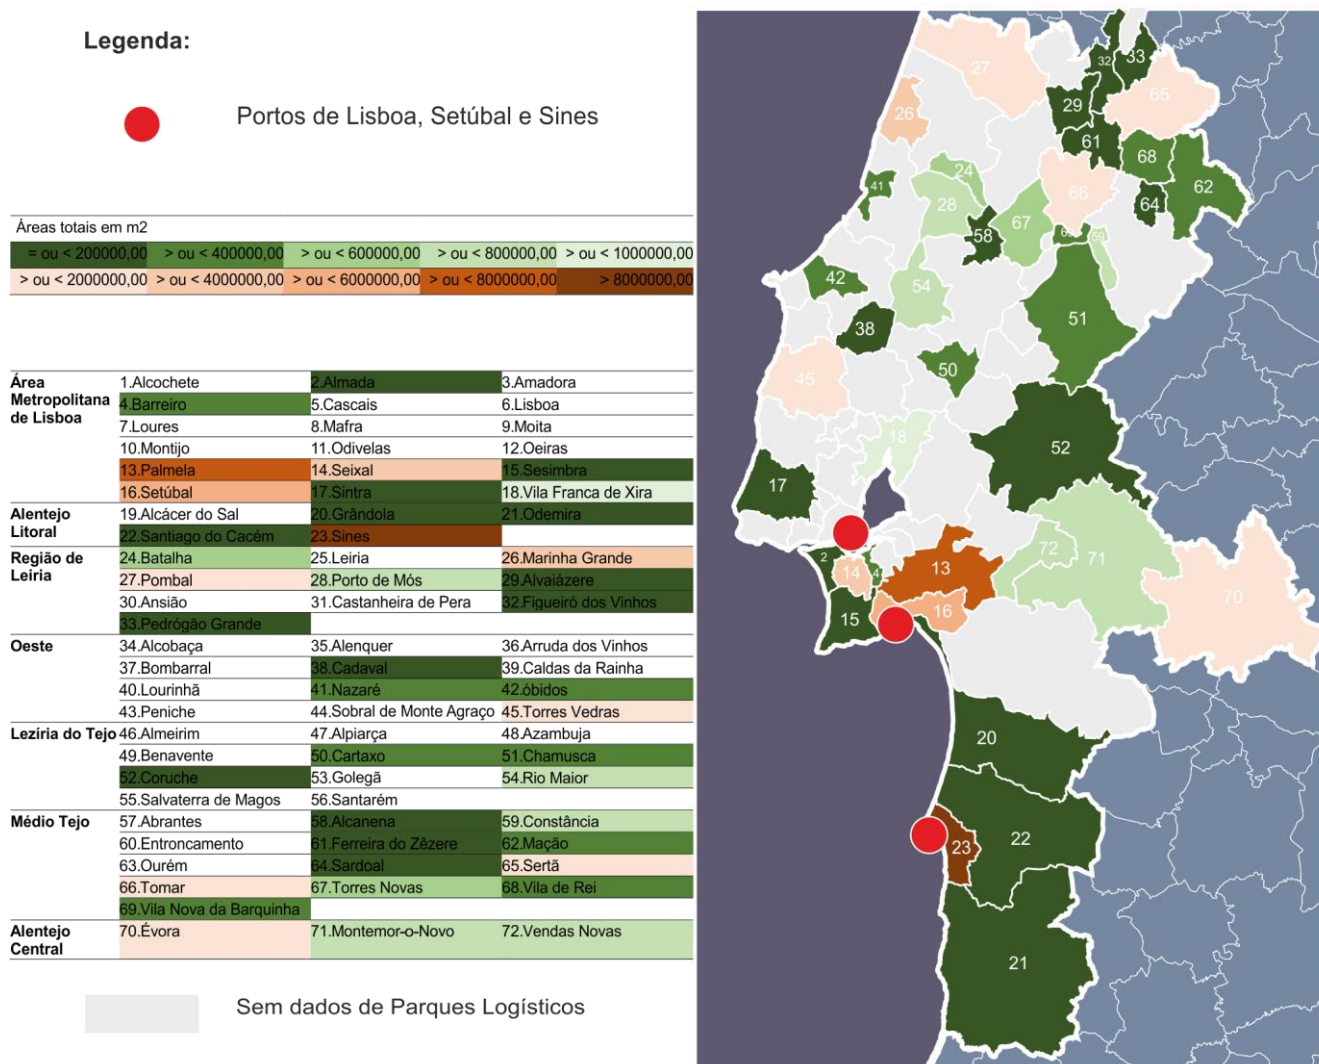 Legenda:
Portos de Lisboa, Setúbal e Sines
Áreas totais em m2
= ou < 200000,00 > ou < 400000,00 > ou < 600000,00 > ou < 800000,00 > ou < 1000000,00
> ou < 2000000,00 > ou < 4000000,00 > ou < 6000000,00 > ou < 8000000,00 > 8000000,00
Área Metropolitana de Lisboa
1.Alcochete 2.Almada 3.Amadora
4.Barreiro 5.Cascais 6.Lisboa
7.Loures 8.Mafra 9.Moita
10.Montijo 11.Odivelas 12.Oeiras
13.Palmela 14.Seixal 15.Sesimbra
16.Setúbal 17.Sintra 18.Vila Franca de Xira
Alentejo Litoral
19.Alcácer do Sal 20.Grândola 21.Odemira
22.Santiago do Cacém 23.Sines
Região de Leiria
24.Batalha 25.Leiria 26.Marinha Grande
27.Pombal 28.Porto de Mós 29.Alvaiázere
30.Ansião 31.Castanheira de Pera 32.Figueiró dos Vinhos
33.Pedrógão Grande
Oeste
34.Alcobaça 35.Alenquer 36.Arruda dos Vinhos
37.Bombarral 38.Cadaval 39.Caldas da Rainha
40.Lourinhã 41.Nazaré 42.óbidos
43.Peniche 44.Sobral de Monte Agraço 45.Torres Vedras
Lezíria do Tejo
46.Almeirim 47.Alpiarça 48.Azambuja
49.Benavente 50.Cartaxo 51.Chamusca
52.Coruche 53.Golegã 54.Rio Maior
55.Salvaterra de Magos 56.Santarém
Médio Tejo
57.Abrantes 58.Alcanena 59.Constância
60.Entroncamento 61.Ferreira do Zêzere 62.Mação
63.Ourém 64.Sardoal 65.Sertã
66.Tomar 67.Torres Novas 68.Vila de Rei
69.Vila Nova da Barquinha
Alentejo Central
70.Évora 71.Montemor-o-Novo 72.Vendas Novas
Sem dados de Parques Logísticos
27
32
33
65
29
26
61
68
62
24
41
66
28
64
67
58
59
42
54
51
38
50
45
52
18
17
72
71
2
14
4
13
70
16
15
20
22
23
21